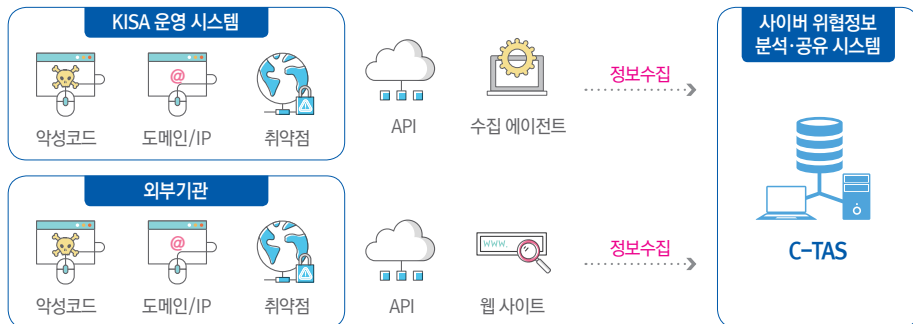 KISA 운영 시스템
악성코드
도메인/IP
취약점
API
수집 에이전트
정보수집
외부기관
악성코드
도메인/IP
취약점
API
www.
웹 사이트
정보수집
사이버 위협정보
분석·공유 시스템
C-TAS